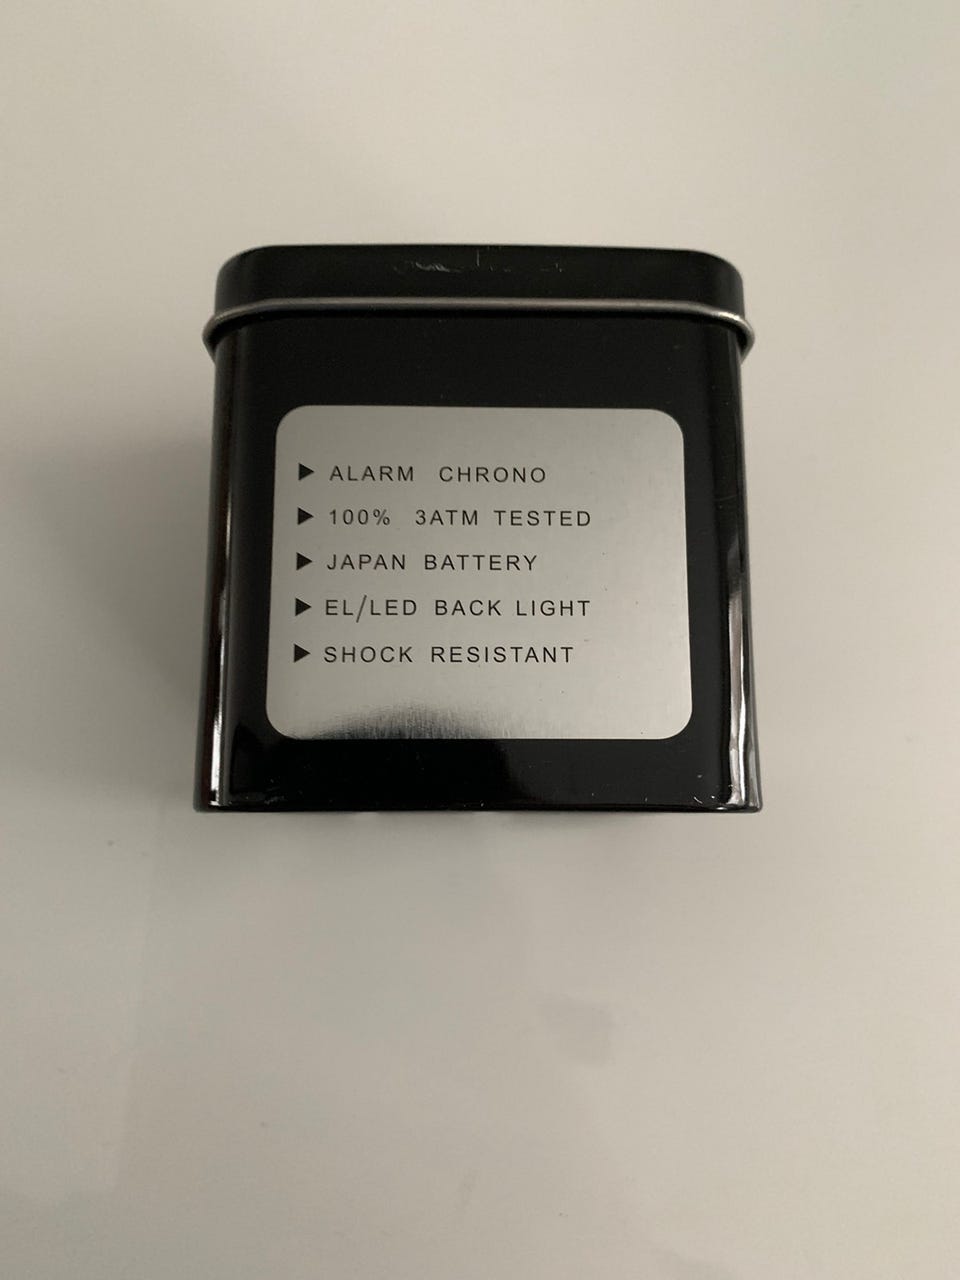 ▶ ALARM CHRONO
▶ 100% 3ATM TESTED
▶ JAPAN BATTERY
▶ EL/LED BACK LIGHT
▶ SHOCK RESISTANT